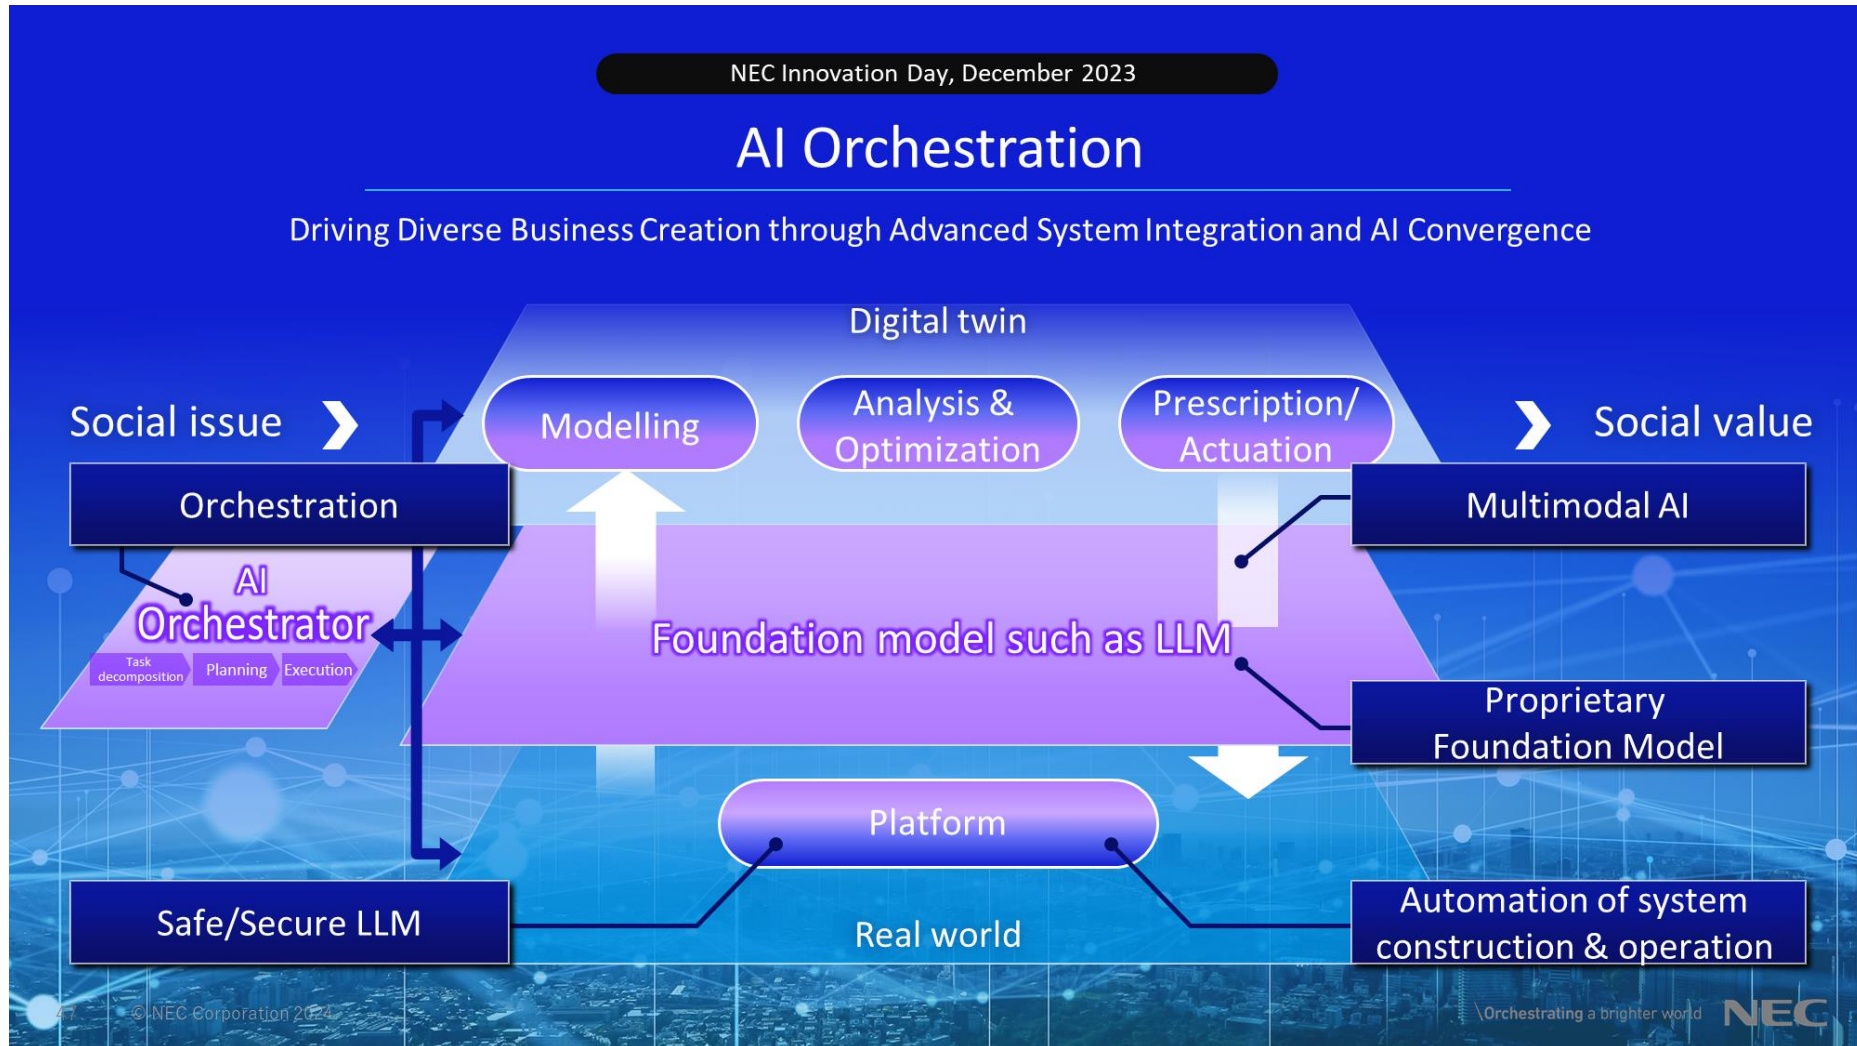 NEC Innovation Day, December 2023
AI Orchestration
Driving Diverse Business Creation through Advanced System Integration and AI Convergence
Digital twin
Social issue
Modelling
Analysis &
Optimization
Prescription/
Actuation
Social value
Orchestration
Multimodal AI
AI
Orchestrator
Task
decomposition
Planning
Execution
Foundation model such as LLM
Proprietary
Foundation Model
Platform
Safe/Secure LLM
Real world
Automation of system
construction & operation
47
© NEC Corporation 2024
\Orchestrating a brighter world
NEC